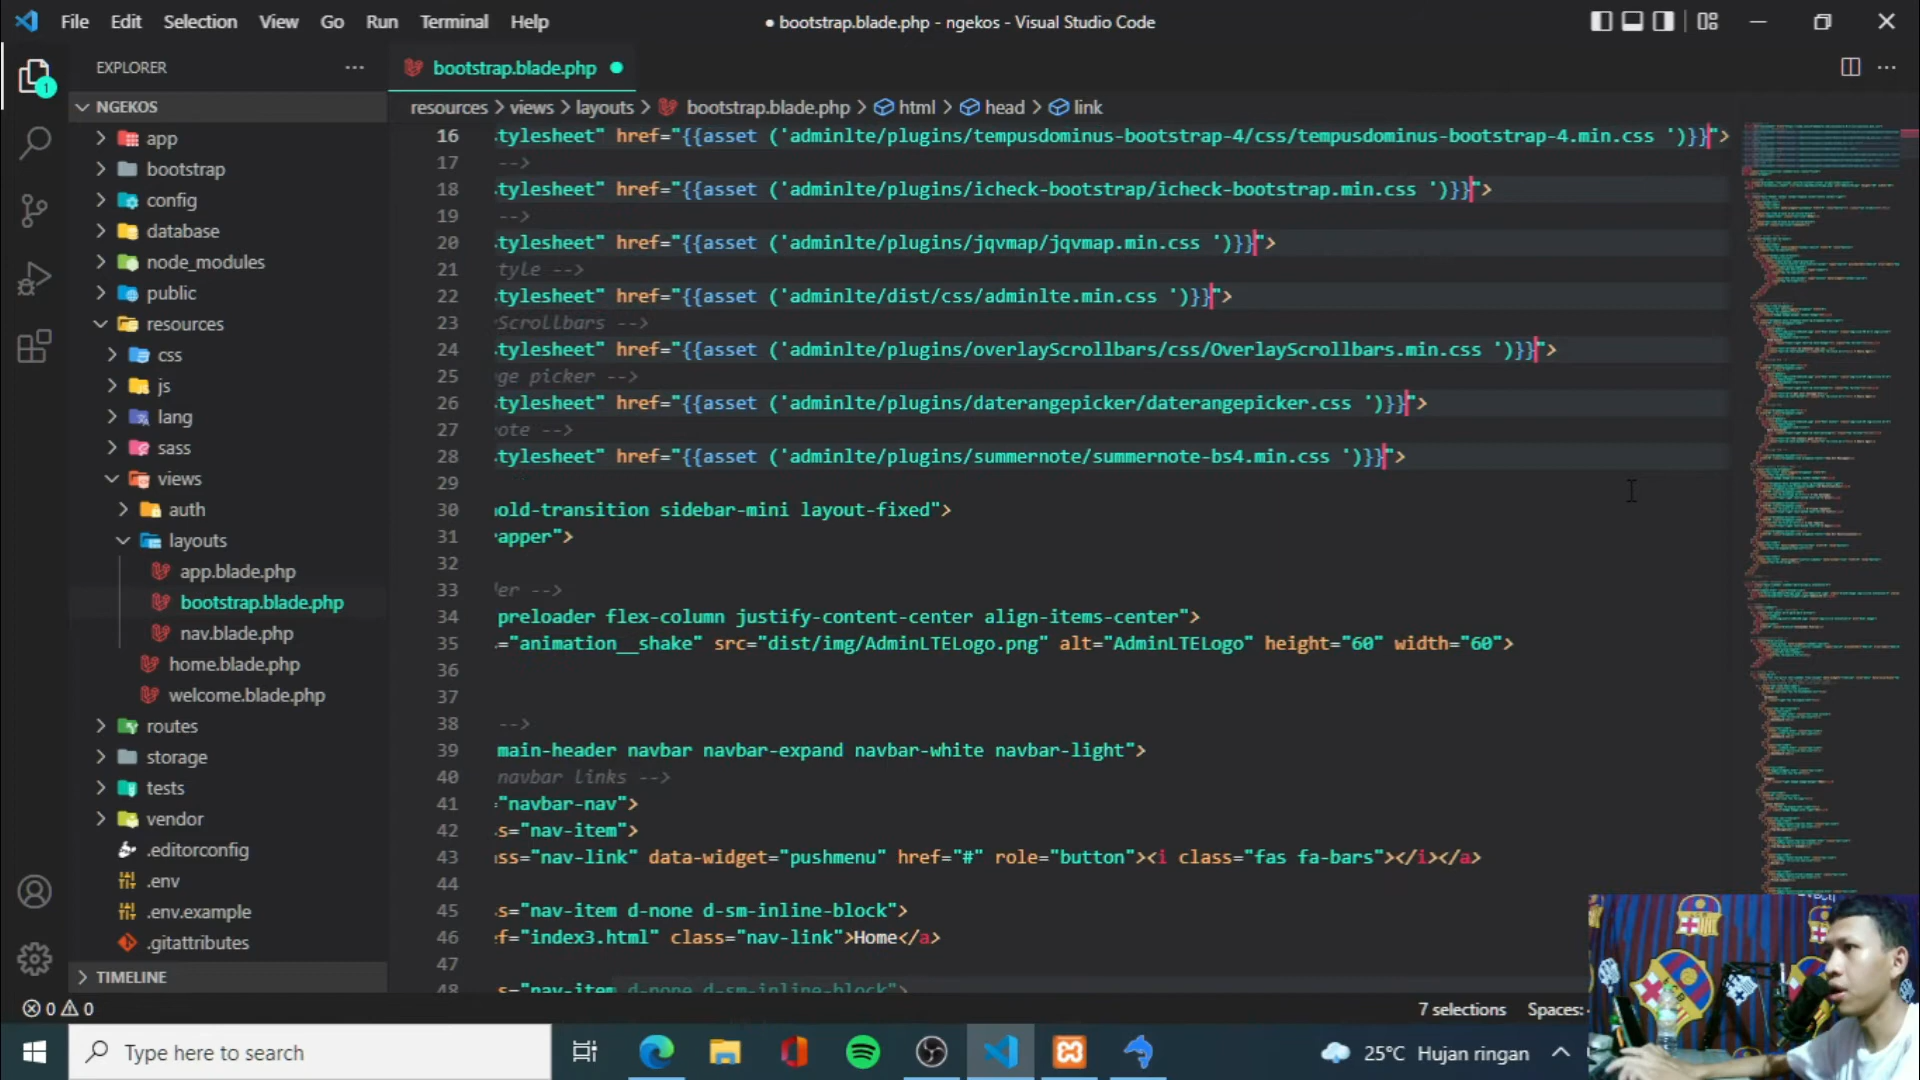 File Edit Selection View Go Run Terminal Help
● bootstrap.blade.php - ngekos - Visual Studio Code
EXPLORER
bootstrap.blade.php
NGEKOS
resources > views > layouts > bootstrap.blade.php > html > head > link
app
bootstrap
config
database
node_modules
public
resources
css
js
lang
sass
views
auth
layouts
app.blade.php
bootstrap.blade.php
nav.blade.php
home.blade.php
welcome.blade.php
routes
storage
tests
vendor
.editorconfig
.env
.env.example
.gitattributes
TIMELINE
16 tylesheet" href="{{asset ('adminlte/plugins/tempusdominus-bootstrap-4/css/tempusdominus-bootstrap-4.min.css ')}}">
17 -->
18 tylesheet" href="{{asset ('adminlte/plugins/icheck-bootstrap/icheck-bootstrap.min.css ')}}">
19 -->
20 tylesheet" href="{{asset ('adminlte/plugins/jqvmap/jqvmap.min.css ')}}">
21 tyle -->
22 tylesheet" href="{{asset ('adminlte/dist/css/adminlte.min.css ')}}">
23 Scrollbars -->
24 tylesheet" href="{{asset ('adminlte/plugins/overlayScrollbars/css/OverlayScrollbars.min.css ')}}">
25 ge picker -->
26 tylesheet" href="{{asset ('adminlte/plugins/daterangepicker/daterangepicker.css ')}}">
27 ote -->
28 tylesheet" href="{{asset ('adminlte/plugins/summernote/summernote-bs4.min.css ')}}">
29
30 old-transition sidebar-mini layout-fixed">
31 apper">
32
33 er -->
34 preloader flex-column justify-content-center align-items-center">
35 ="animation__shake" src="dist/img/AdminLTELogo.png" alt="AdminLTELogo" height="60" width="60">
36
37
38 -->
39 main-header navbar navbar-expand navbar-white navbar-light">
40 navbar links -->
41 "navbar-nav">
42 s="nav-item">
43 ss="nav-link" data-widget="pushmenu" href="#" role="button"><i class="fas fa-bars"></i></a>
44
45 s="nav-item d-none d-sm-inline-block">
46 f="index3.html" class="nav-link">Home</a>
47
48 s="nav-item d-none d-sm-inline-block">
0 0
7 selections Spaces:
Type here to search
25°C Hujan ringan